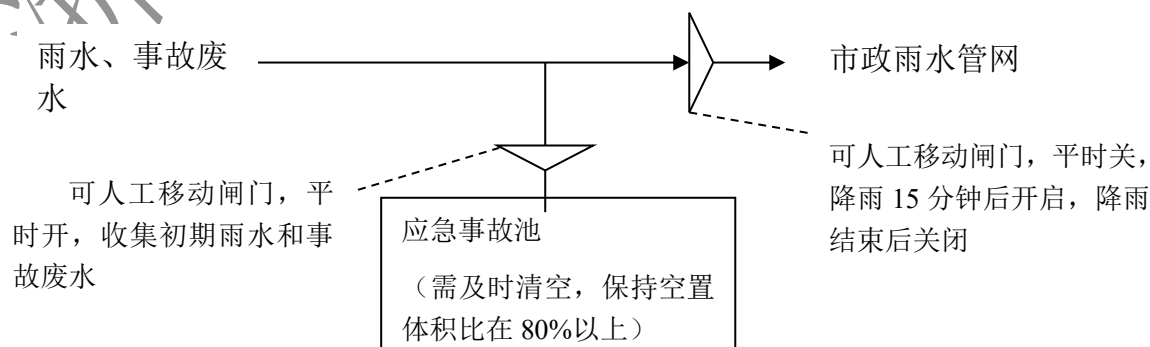 雨水、事故废
水
市政雨水管网
可人工移动闸门，平
时开，收集初期雨水和事
故废水
应急事故池
（需及时清空，保持空置
体积比在 80%以上）
可人工移动闸门，平时关，
降雨 15 分钟后开启，降雨
结束后关闭